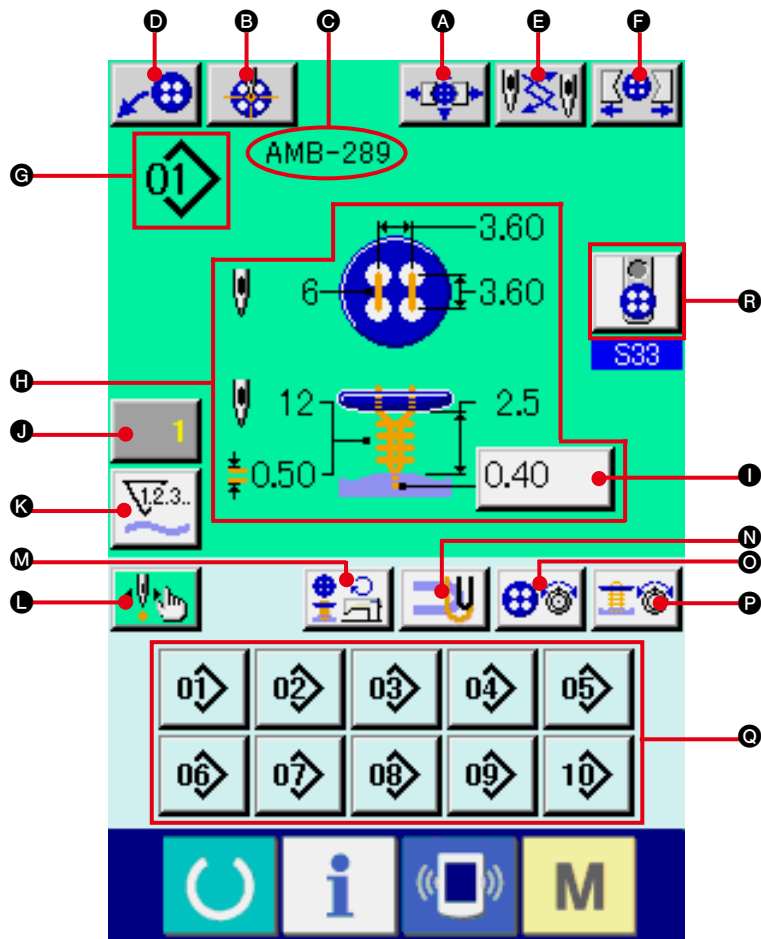 D B C A E F
AMB-289
G 01
3.60
6 3.60
R
S33
H
12 2.5
J 1
0.50 0.40 I
K 1.2.3..
M N
O
L P
01 02 03 04 05
Q
06 07 08 09 10
i M